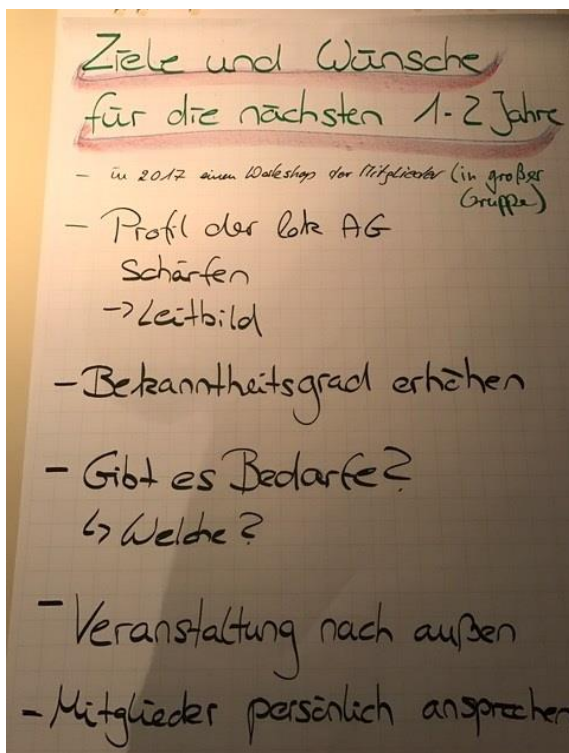 Ziele und Wünsche
für die nächsten 1-2 Jahre
- in 2017 einen Workshop der Mitglieder (in großer
Gruppe)
- Profil der lok AG
schärfen
-> Leitbild
- Bekanntheitsgrad erhöhen
- Gibt es Bedarfe?
↳ Welche?
- Veranstaltung nach außen
- Mitglieder persönlich ansprechen